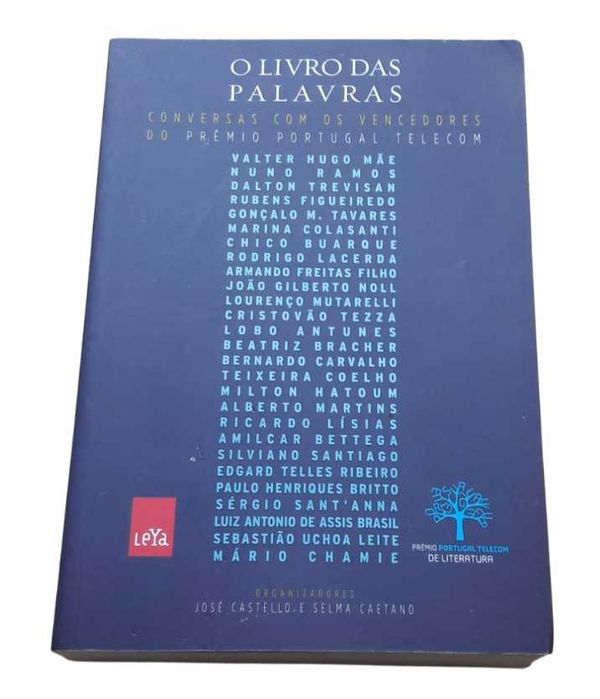 O LIVRO DAS
PALAVRAS
CONVERSAS COM OS VENCEDORES
DO PRÊMIO PORTUGAL TELECOM
VALTER HUGO MÃE
NUNO RAMOS
DALTON TREVISAN
RUBENS FIGUEIREDO
GONÇALO M. TAVARES
MARINA COLASANTI
CHICO BUARQUE
RODRIGO LACERDA
ARMANDO FREITAS FILHO
JOÃO GILBERTO NOLL
LOURENÇO MUTARELLI
CRISTOVÃO TEZZA
LOBO ANTUNES
BEATRIZ BRACHER
BERNARDO CARVALHO
TEIXEIRA COELHO
MILTON HATOUM
ALBERTO MARTINS
RICARDO LÍSIAS
AMILCAR BETTEGA
SILVIANO SANTIAGO
EDGARD TELLES RIBEIRO
PAULO HENRIQUES BRITTO
SÉRGIO SANT'ANNA
LUIZ ANTONIO DE ASSIS BRASIL
SEBASTIÃO UCHOA LEITE
MÁRIO CHAMIE
LeYa
PRÊMIO PORTUGAL TELECOM
DE LITERATURA
ORGANIZADORES
JOSÉ CASTELLO E SELMA CAETANO